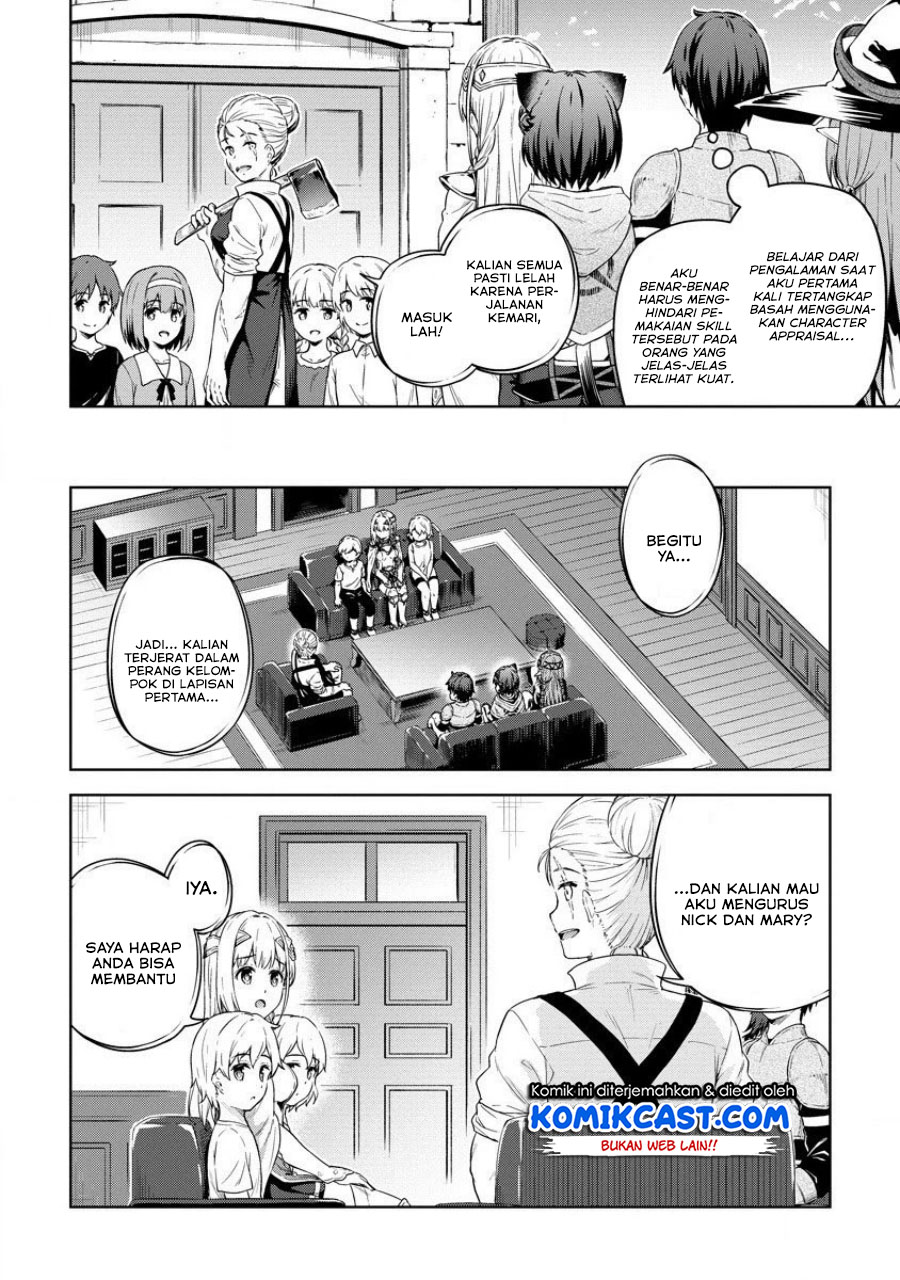 BELAJAR DARI
PENGALAMAN SAAT
AKU PERTAMA
KALI TERTANGKAP
BASAH MENGGUNA-
KAN CHARACTER
APPRAISAL...
AKU
BENAR-BENAR
HARUS MENG-
HINDARI PE-
MAKAIAN SKILL
TERSEBUT PADA
ORANG YANG
JELAS-JELAS
TERLIHAT KUAT.
KALIAN SEMUA
PASTI LELAH
KARENA PER-
JALANAN
KEMARI,
MASUK
LAH!
BEGITU
YA...
JADI... KALIAN
TERJERAT DALAM
PERANG KELOM-
POK DI LAPISAN
PERTAMA...
...DAN KALIAN MAU
AKU MENGURUS
NICK DAN MARY?
IYA.
SAYA HARAP
ANDA BISA
MEMBANTU
Komik ini diterjemahkan & diedit oleh
KOMIKCAST.COM
BUKAN WEB LAIN!!